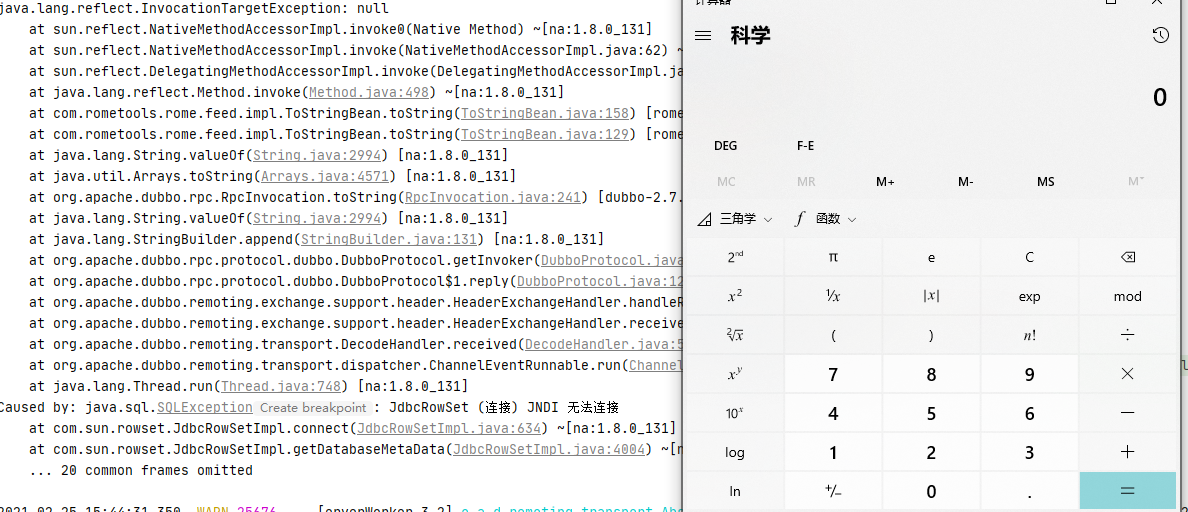 java.lang.reflect.InvocationTargetException: null
at sun.reflect.NativeMethodAccessorImpl.invoke0(Native Method) ~[na:1.8.0_131]
at sun.reflect.NativeMethodAccessorImpl.invoke(NativeMethodAccessorImpl.java:62) ~
at sun.reflect.DelegatingMethodAccessorImpl.invoke(DelegatingMethodAccessorImpl.ja
at java.lang.reflect.Method.invoke(Method.java:498) ~[na:1.8.0_131]
at com.rometools.rome.feed.impl.ToStringBean.toString(ToStringBean.java:158) [rome
at com.rometools.rome.feed.impl.ToStringBean.toString(ToStringBean.java:129) [rome
at java.lang.String.valueOf(String.java:2994) [na:1.8.0_131]
at java.util.Arrays.toString(Arrays.java:4571) [na:1.8.0_131]
at org.apache.dubbo.rpc.RpcInvocation.toString(RpcInvocation.java:241) [dubbo-2.7.
at java.lang.String.valueOf(String.java:2994) [na:1.8.0_131]
at java.lang.StringBuilder.append(StringBuilder.java:131) [na:1.8.0_131]
at org.apache.dubbo.rpc.protocol.dubbo.DubboProtocol.getInvoker(DubboProtocol.java
at org.apache.dubbo.rpc.protocol.dubbo.DubboProtocol$1.reply(DubboProtocol.java:12
at org.apache.dubbo.remoting.exchange.support.header.HeaderExchangeHandler.handleR
at org.apache.dubbo.remoting.exchange.support.header.HeaderExchangeHandler.receive
at org.apache.dubbo.remoting.transport.DecodeHandler.received(DecodeHandler.java:5
at org.apache.dubbo.remoting.transport.dispatcher.ChannelEventRunnable.run(Channel
at java.lang.Thread.run(Thread.java:748) [na:1.8.0_131]
Caused by: java.sql.SQLException Create breakpoint : JdbcRowSet (连接) JNDI 无法连接
at com.sun.rowset.JdbcRowSetImpl.connect(JdbcRowSetImpl.java:634) ~[na:1.8.0_131]
at com.sun.rowset.JdbcRowSetImpl.getDatabaseMetaData(JdbcRowSetImpl.java:4004) ~[n
... 20 common frames omitted
2021-02-25 15:44:31.350 WARN 25676
计算器
科学
0
DEG F-E
MC MR M+ M- MS M˅
三角学 f 函数
2ⁿᵈ π e C
x² ⅟x |x| exp mod
²√x ( ) n! ÷
xʸ 7 8 9 ×
10ˣ 4 5 6 −
log 1 2 3 +
ln +/− 0 . =